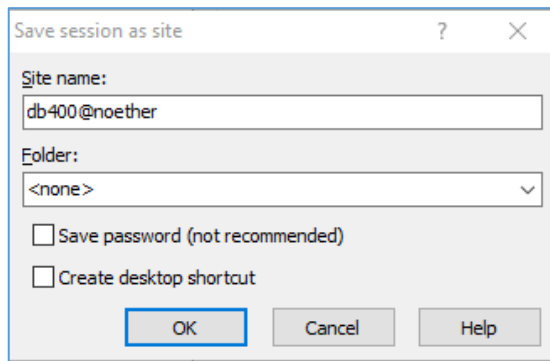 Save session as site
Site name:
db400@noether
Folder:
<none>
Save password (not recommended)
Create desktop shortcut
OK Cancel Help